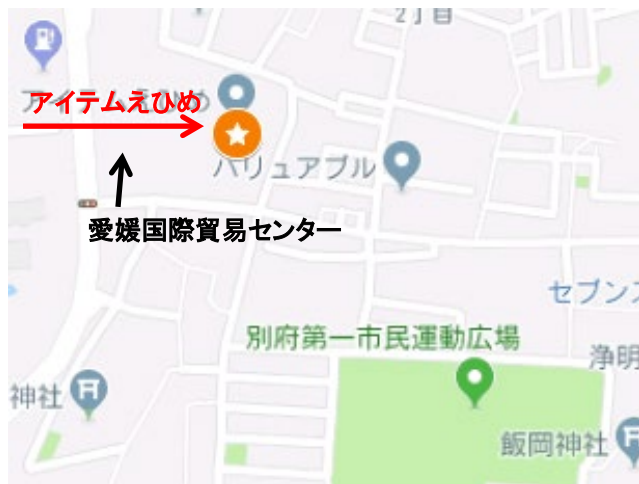 2丁目
アイテムえひめ
バリュアブル
愛媛国際貿易センター
セブンス
別府第一市民運動広場
浄明
神社
飯岡神社